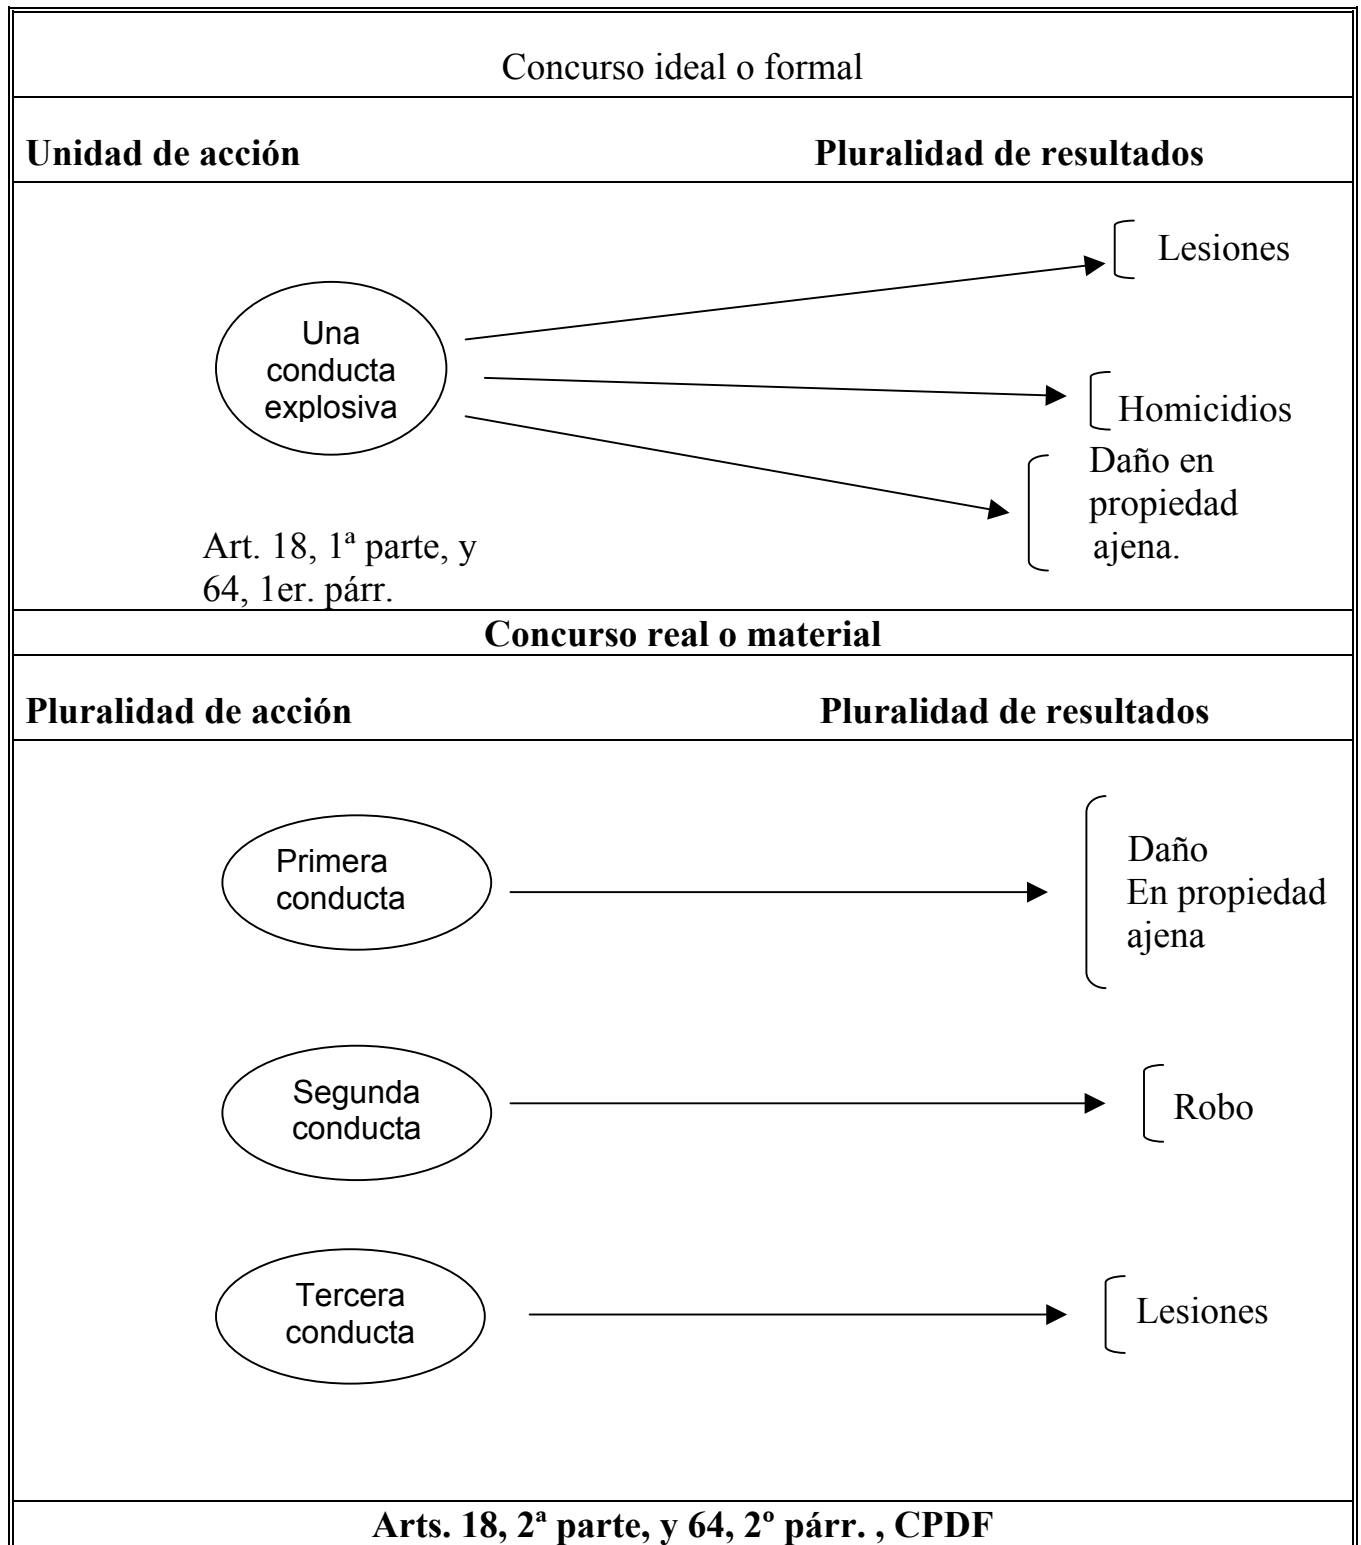 Concurso ideal o formal
Unidad de acción
Pluralidad de resultados
Una
conducta
explosiva
Lesiones
Homicidios
Daño en
propiedad
ajena.
Art. 18, 1ª parte, y
64, 1er. párr.
Concurso real o material
Pluralidad de acción
Pluralidad de resultados
Primera
conducta
Daño
En propiedad
ajena
Segunda
conducta
Robo
Tercera
conducta
Lesiones
Arts. 18, 2ª parte, y 64, 2º párr. , CPDF